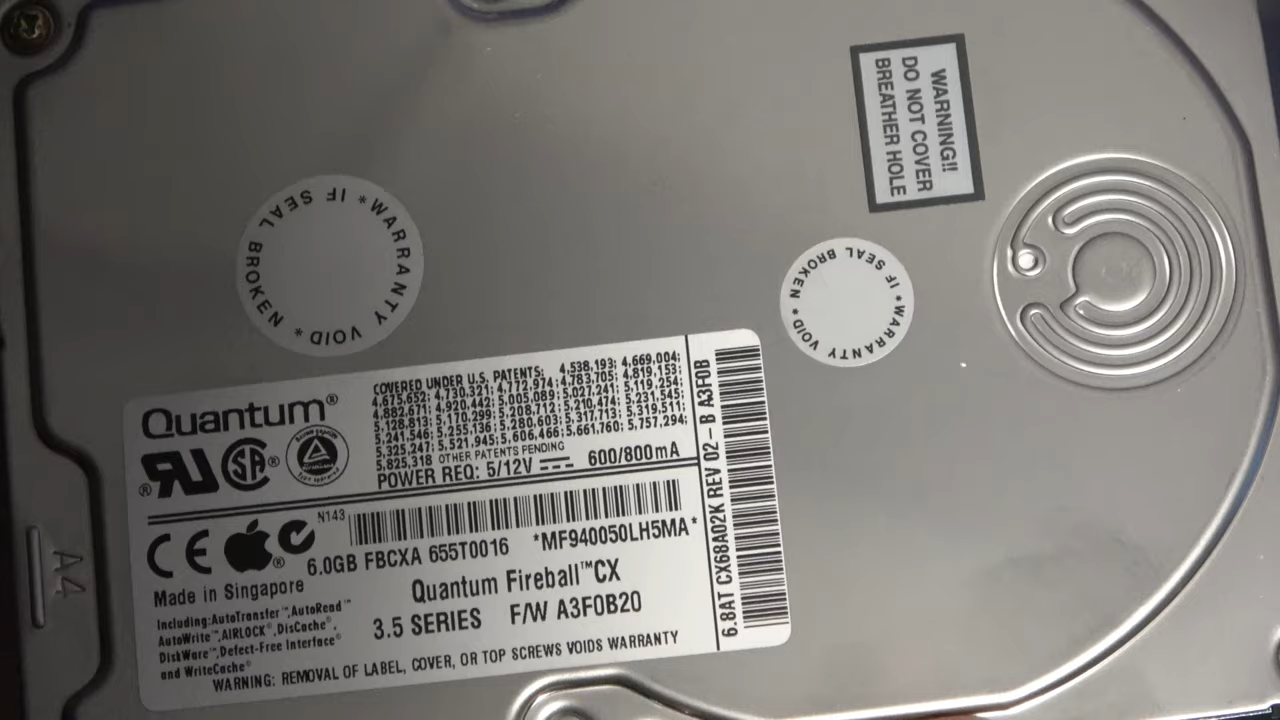 WARNING!!
DO NOT COVER
BREATHER HOLE
*WARRANTY VOID* IF SEAL BROKEN
*WARRANTY VOID* IF SEAL BROKEN
Quantum®
COVERED UNDER U.S. PATENTS: 4,538,193; 4,669,004;
4,675,652; 4,730,321; 4,772,974; 4,783,705; 4,819,153;
4,882,671; 4,920,442; 5,005,089; 5,027,241; 5,119,254;
5,128,813; 5,170,299; 5,208,712; 5,210,474; 5,231,545;
5,241,546; 5,255,136; 5,280,603; 5,317,713; 5,319,511;
5,325,247; 5,521,945; 5,606,466; 5,661,760; 5,757,294;
5,825,318 OTHER PATENTS PENDING
POWER REQ: 5/12V 600/800mA
SA®
CE
N143
6.0GB FBCXA 655T0016 *MF940050LH5MA*
Made in Singapore
Quantum Fireball™CX
3.5 SERIES F/W A3F0B20
Including:AutoTransfer™,AutoRead™
AutoWrite™,AIRLOCK®,DisCache®,
DiskWare™,Defect-Free Interface®
and WriteCache®
WARNING: REMOVAL OF LABEL, COVER, OR TOP SCREWS VOIDS WARRANTY
6.8AT CX68A02K REV 02-B A3F0B
A4